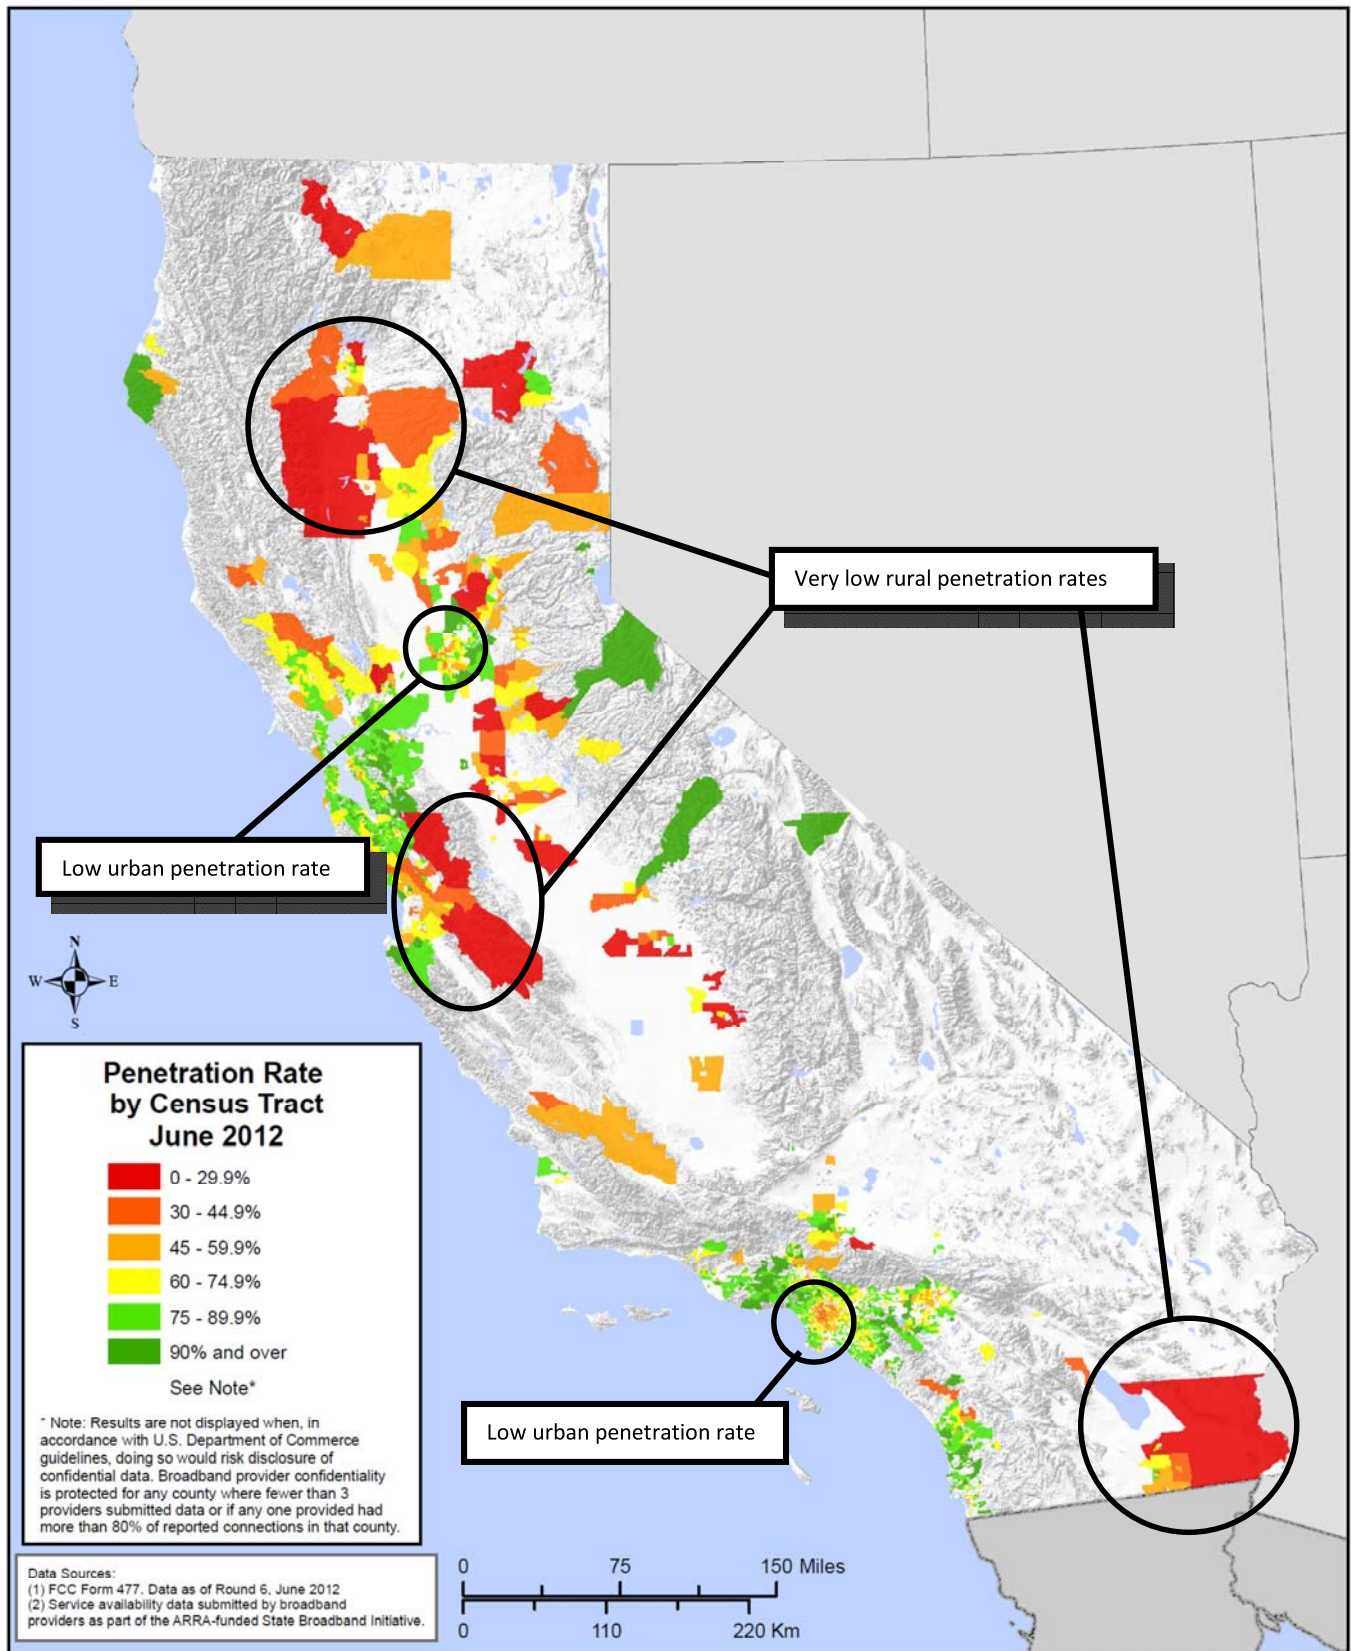 Very low rural penetration rates
Low urban penetration rate
N
W
E
S
Penetration Rate
by Census Tract
June 2012
0 - 29.9%
30 - 44.9%
45 - 59.9%
60 - 74.9%
75 - 89.9%
90% and over
See Note*
* Note: Results are not displayed when, in
accordance with U.S. Department of Commerce
guidelines, doing so would risk disclosure of
confidential data. Broadband provider confidentiality
is protected for any county where fewer than 3
providers submitted data or if any one provided had
more than 80% of reported connections in that county.
Low urban penetration rate
Data Sources:
(1) FCC Form 477. Data as of Round 6, June 2012
(2) Service availability data submitted by broadband
providers as part of the ARRA-funded State Broadband Initiative.
0 75 150 Miles
0 110 220 Km